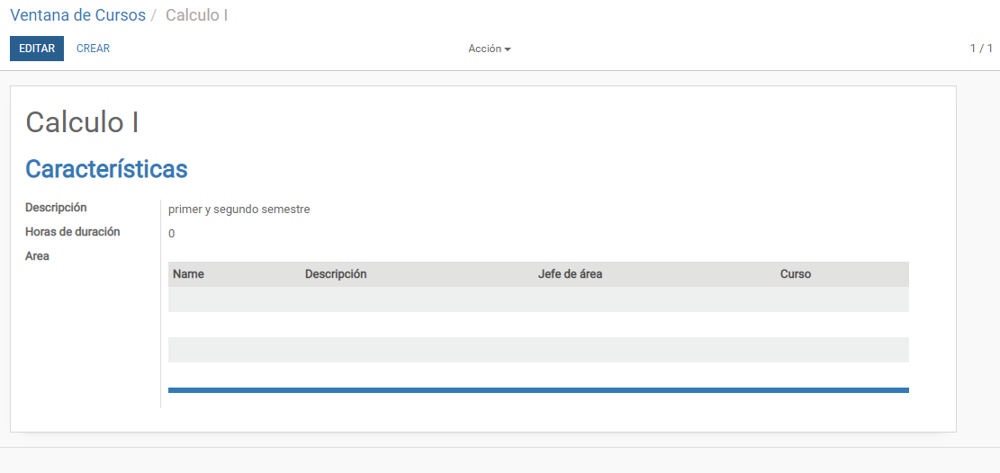 Ventana de Cursos / Calculo I
EDITAR CREAR Acción 1 / 1
Calculo I
Características
Descripción primer y segundo semestre
Horas de duración 0
Area
Name Descripción Jefe de área Curso